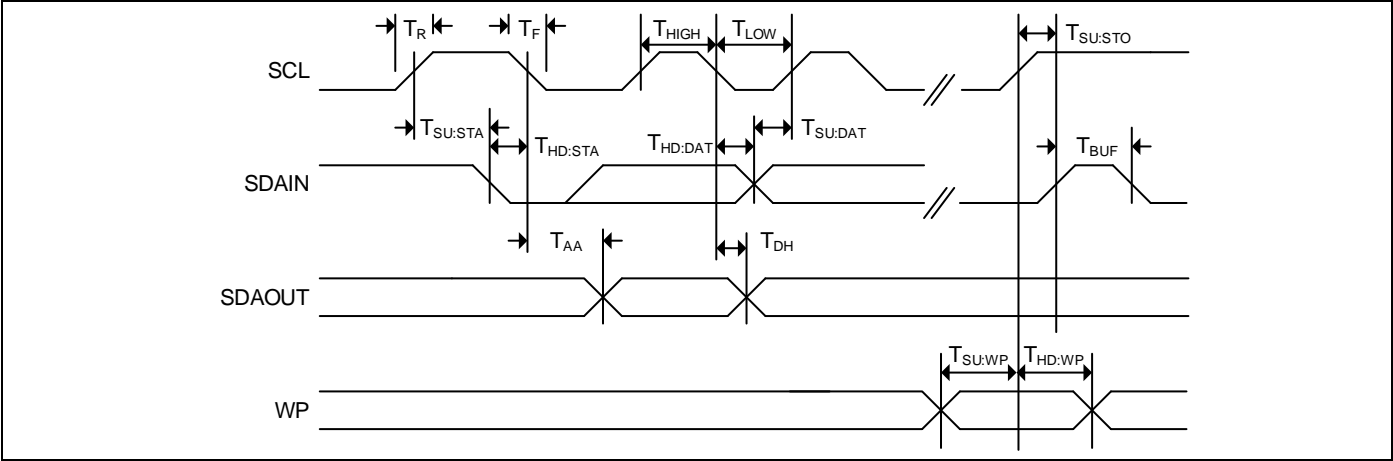 TR TF THIGH TLOW TSU:STO
SCL
TSU:STA THD:STA THD:DAT TSU:DAT TBUF
SDAIN
TAA TDH
SDAOUT
TSU:WP THD:WP
WP